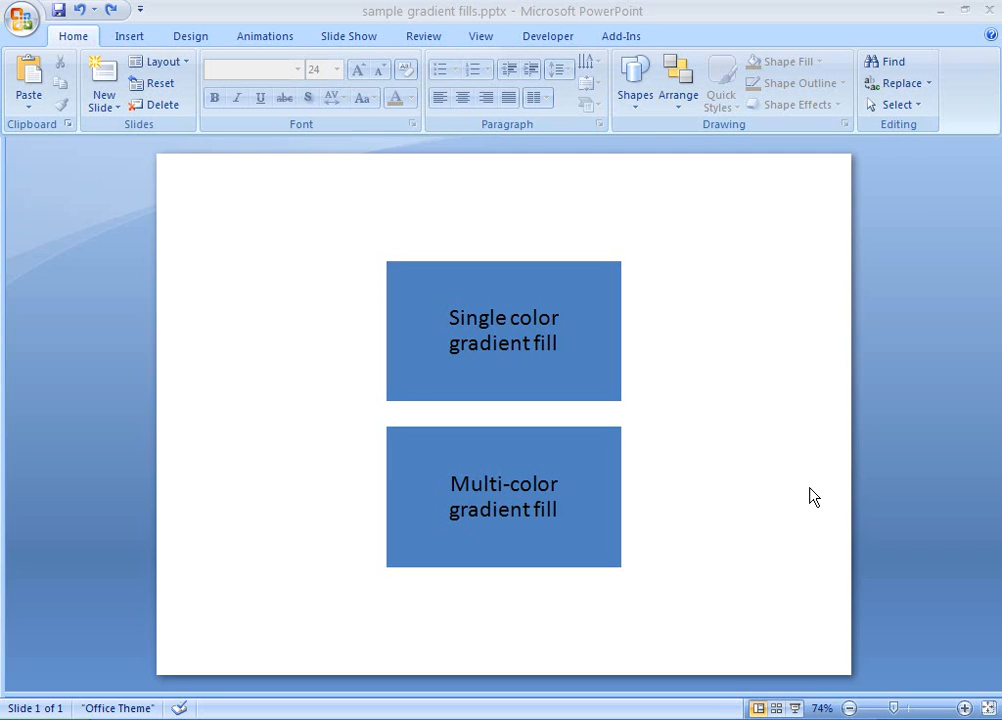 sample gradient fills.pptx - Microsoft PowerPoint
Home Insert Design Animations Slide Show Review View Developer Add-Ins
Paste
Clipboard
New
Slide
Layout
Reset
Delete
Slides
24
B I U abc S AV Aa A
Font
Paragraph
Shapes
Arrange
Quick
Styles
Shape Fill
Shape Outline
Shape Effects
Drawing
Find
Replace
Select
Editing
Single color
gradient fill
Multi-color
gradient fill
Slide 1 of 1 "Office Theme" 74%